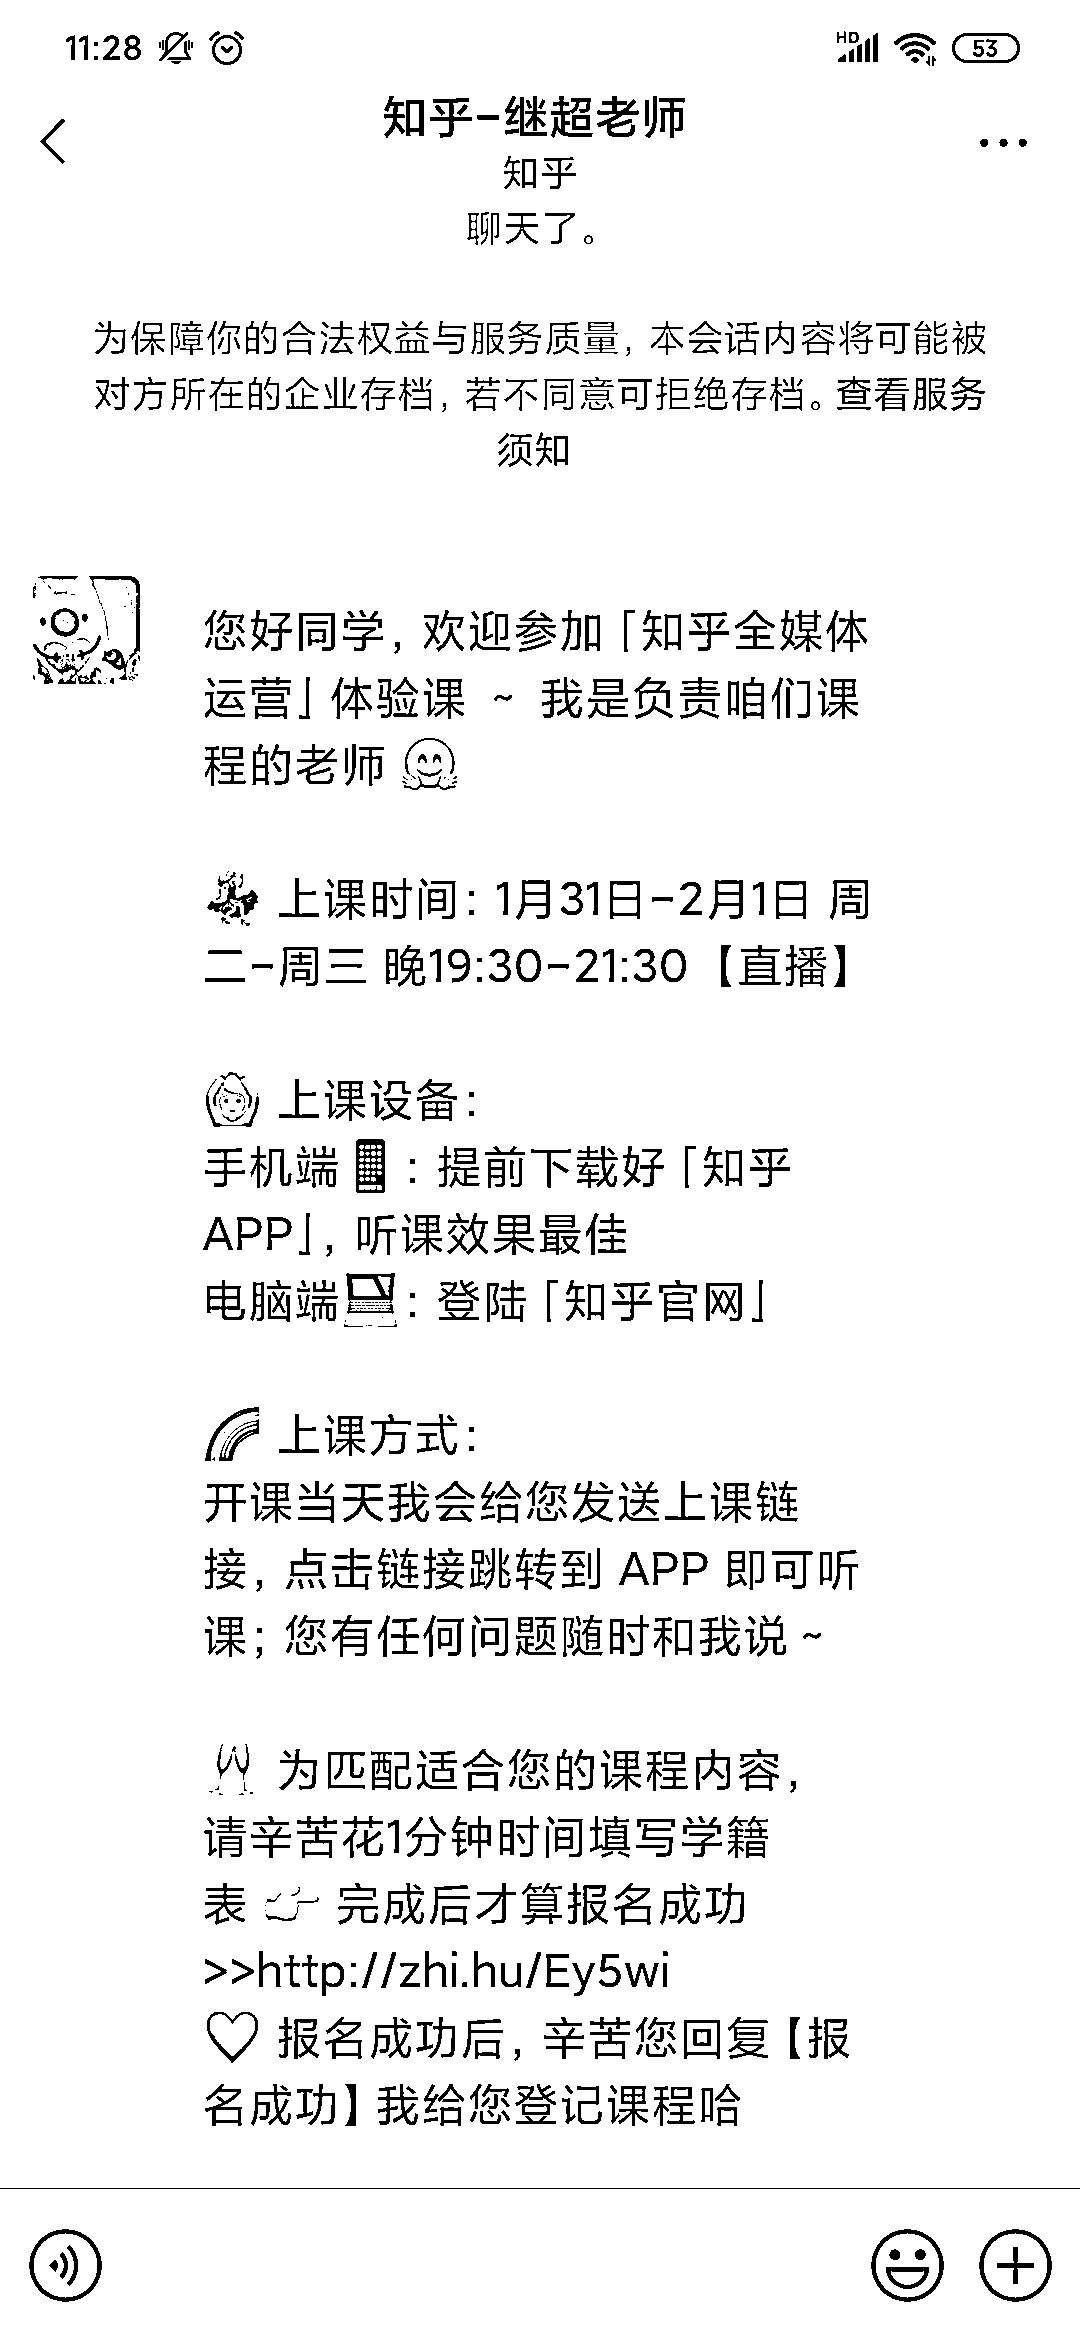 11:28
HD
53
知乎-继超老师
知乎
聊天了。
为保障你的合法权益与服务质量，本会话内容将可能被
对方所在的企业存档，若不同意可拒绝存档。查看服务
须知
您好同学，欢迎参加「知乎全媒体
运营」体验课 ~ 我是负责咱们课
程的老师 🤗
上课时间：1月31日-2月1日 周
二-周三 晚19:30-21:30【直播】
🙆 上课设备：
手机端📱：提前下载好「知乎
APP」，听课效果最佳
电脑端💻：登陆「知乎官网」
🌈 上课方式：
开课当天我会给您发送上课链
接，点击链接跳转到 APP 即可听
课；您有任何问题随时和我说 ~
🥂 为匹配适合您的课程内容，
请辛苦花1分钟时间填写学籍
表 👉 完成后才算报名成功
>>http://zhi.hu/Ey5wi
♡ 报名成功后，辛苦您回复【报
名成功】我给您登记课程哈